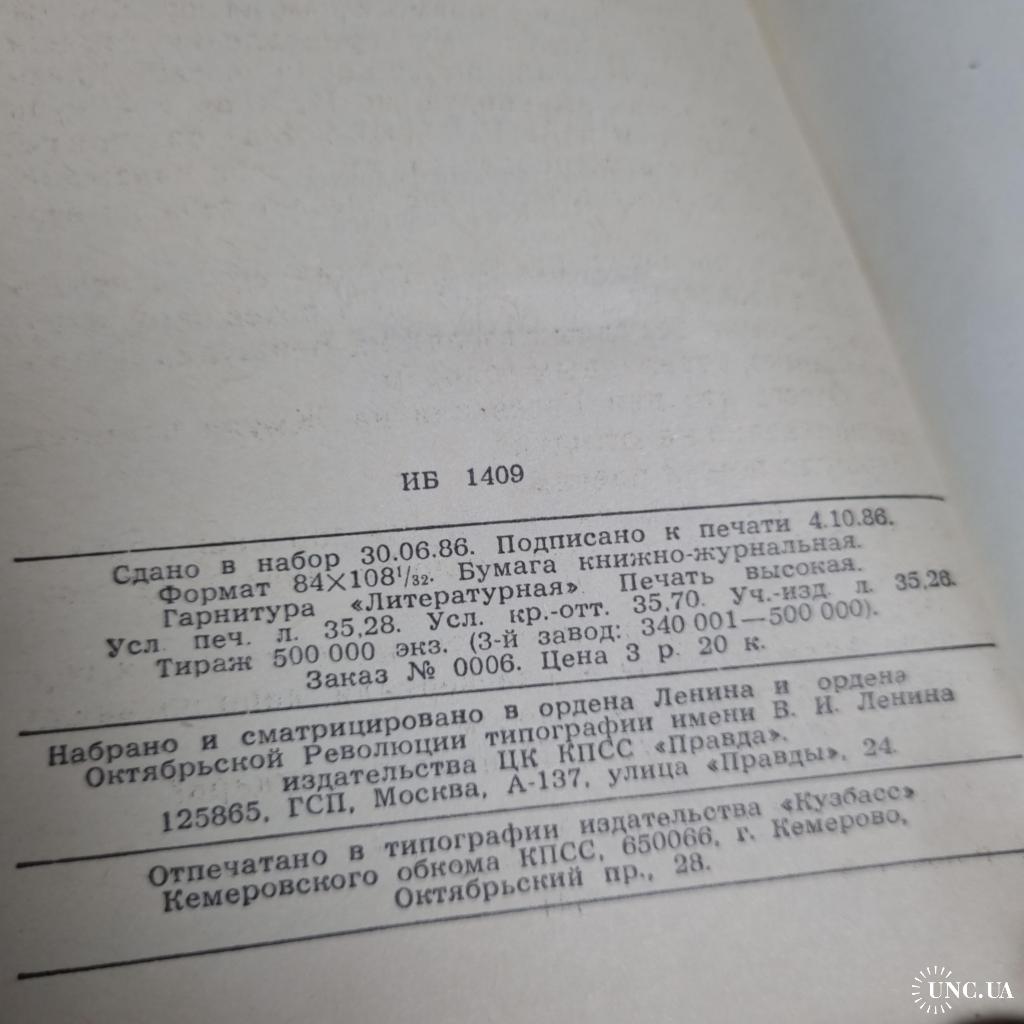 ИБ 1409
Сдано в набор 30.06.86. Подписано к печати 4.10.86.
Формат 84×108¹/₃₂. Бумага книжно-журнальная.
Гарнитура «Литературная». Печать высокая.
Усл. печ. л. 35,28. Усл. кр.-отт. 35,70. Уч.-изд. л. 35,26.
Тираж 500 000 экз. (3-й завод: 340 001—500 000).
Заказ № 0006. Цена 3 р. 20 к.
Набрано и сматрицировано в ордена Ленина и ордена
Октябрьской Революции типографии имени В. И. Ленина
издательства ЦК КПСС «Правда».
125865, ГСП, Москва, А-137, улица «Правды», 24.
Отпечатано в типографии издательства «Кузбасс»
Кемеровского обкома КПСС, 650066, г. Кемерово,
Октябрьский пр., 28.
UNC.UA